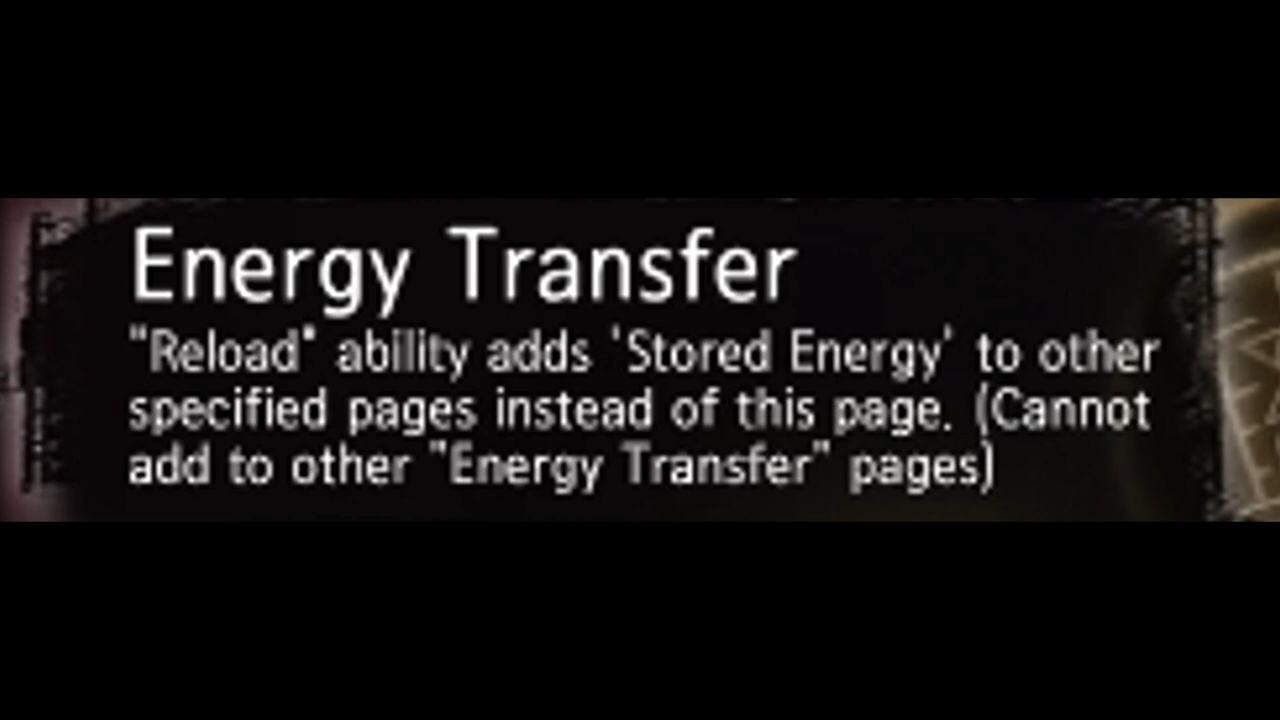 Energy Transfer
"Reload" ability adds 'Stored Energy' to other
specified pages instead of this page. (Cannot
add to other "Energy Transfer" pages)